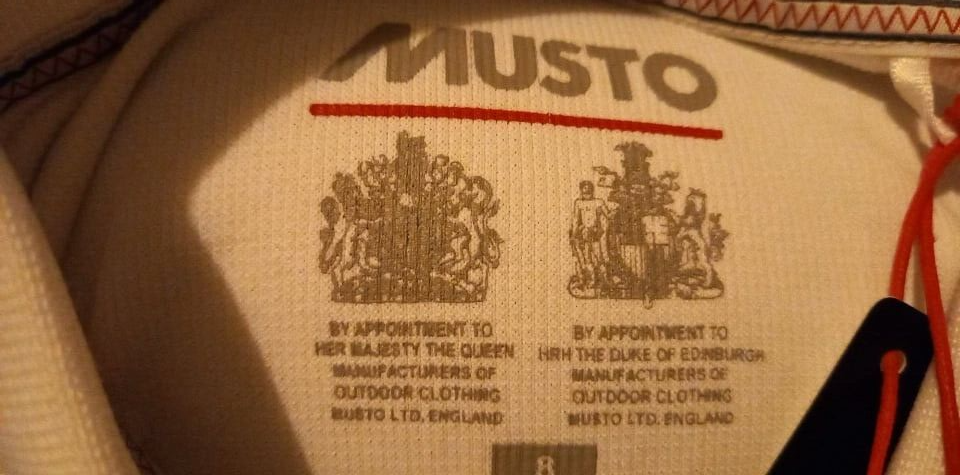 MUSTO
BY APPOINTMENT TO
HER MAJESTY THE QUEEN
MANUFACTURERS OF
OUTDOOR CLOTHING
MUSTO LTD, ENGLAND
BY APPOINTMENT TO
HRH THE DUKE OF EDINBURGH
MANUFACTURERS OF
OUTDOOR CLOTHING
MUSTO LTD, ENGLAND
8